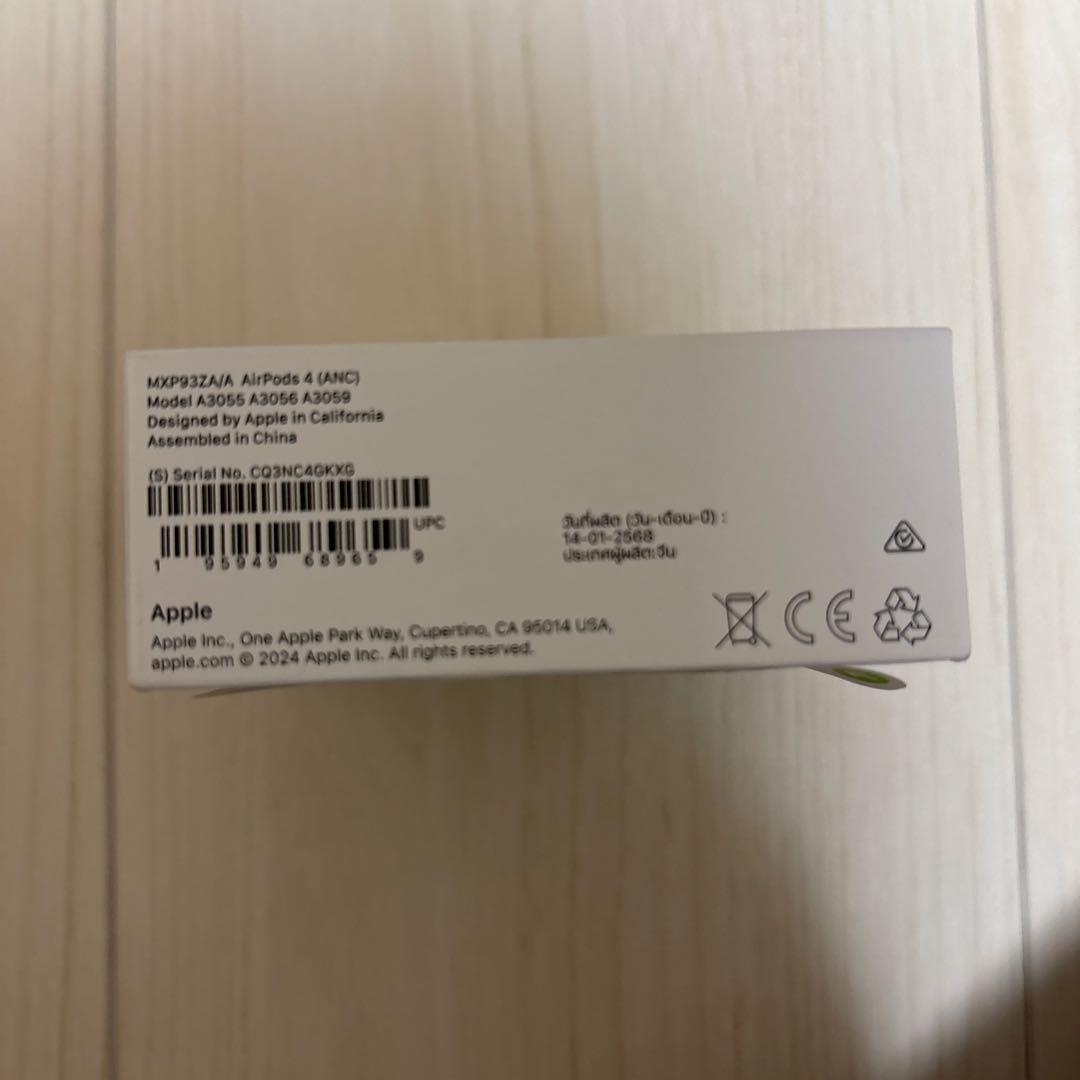 MXP93ZA/A AirPods 4 (ANC)
Model A3055 A3056 A3059
Designed by Apple in California
Assembled in China
(S) Serial No. CQ3NC4GKXG
UPC
1 95949 68965 9
วันที่ผลิต (วัน-เดือน-ปี) :
14-01-2568
ประเทศผู้ผลิต:จีน
Apple
Apple Inc., One Apple Park Way, Cupertino, CA 95014 USA,
apple.com © 2024 Apple Inc. All rights reserved.
CE